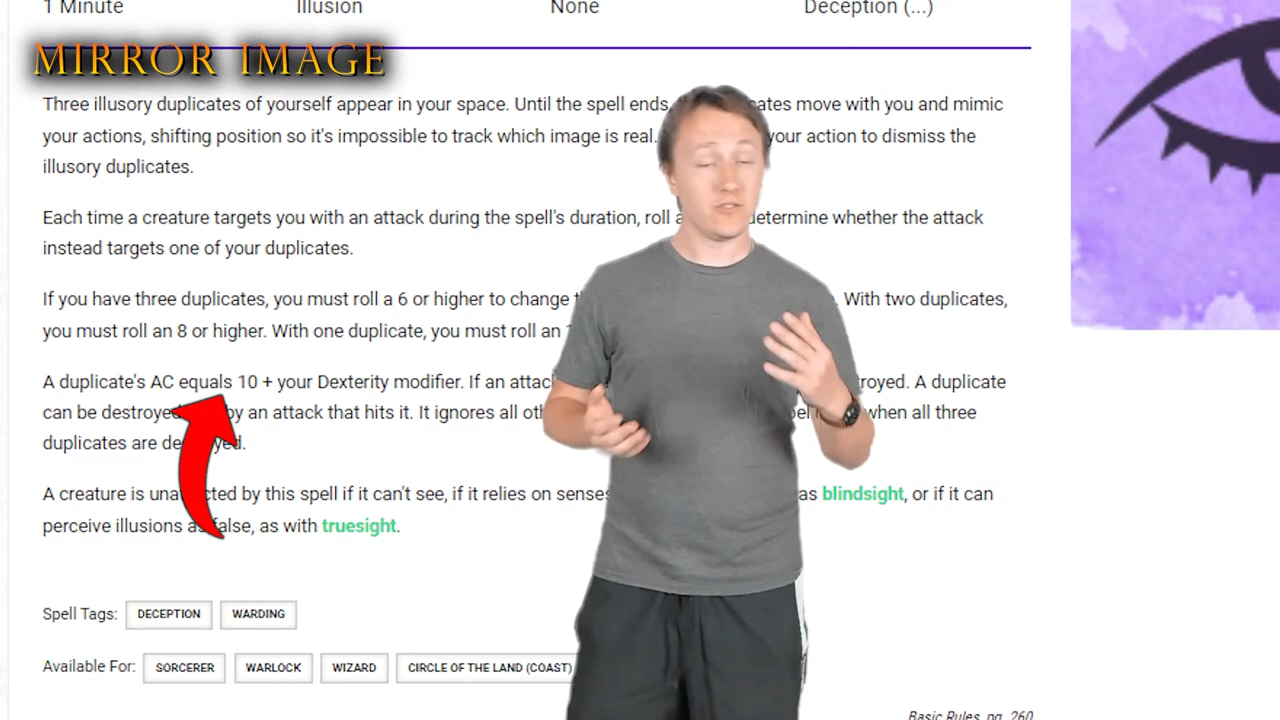 1 Minute Illusion None Deception (...)
MIRROR IMAGE
Three illusory duplicates of yourself appear in your space. Until the spell ends, move with you and mimic
your actions, shifting position so it's impossible to track which image is real. your action to dismiss the
illusory duplicates.
Each time a creature targets you with an attack during the spell's duration, roll determine whether the attack
instead targets one of your duplicates.
If you have three duplicates, you must roll a 6 or higher to change With two duplicates,
you must roll an 8 or higher. With one duplicate, you must roll an
A duplicate's AC equals 10 + your Dexterity modifier. If an A duplicate
can be by an attack that hits it. It ignores all when all three
duplicates are
A creature is by this spell if it can't see, if it relies on senses as blindsight, or if it can
perceive illusions as false, as with truesight.
Spell Tags: DECEPTION WARDING
Available For: SORCERER WARLOCK WIZARD CIRCLE OF THE LAND (COAST)
Basic Rules, pg. 260